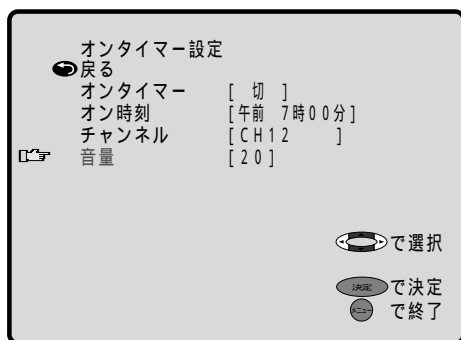 オンタイマー設定
戻る
オンタイマー [ 切 ]
オン時刻 [午前 7時00分]
チャンネル [CH12 ]
音量 [20]
で選択
決定 で決定
メニュー で終了